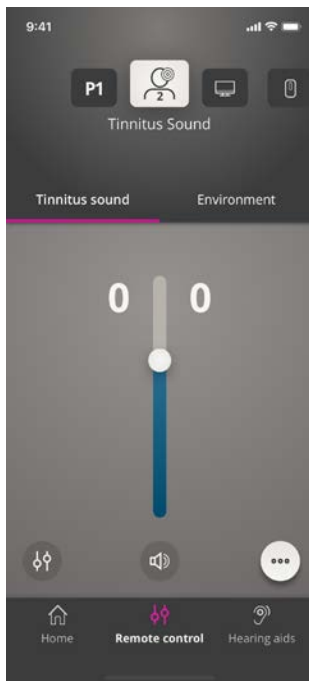 9:41
P1
2
Tinnitus Sound
Tinnitus sound Environment
0 0
Home Remote control Hearing aids